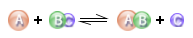 A + BC ⇌ AB + C